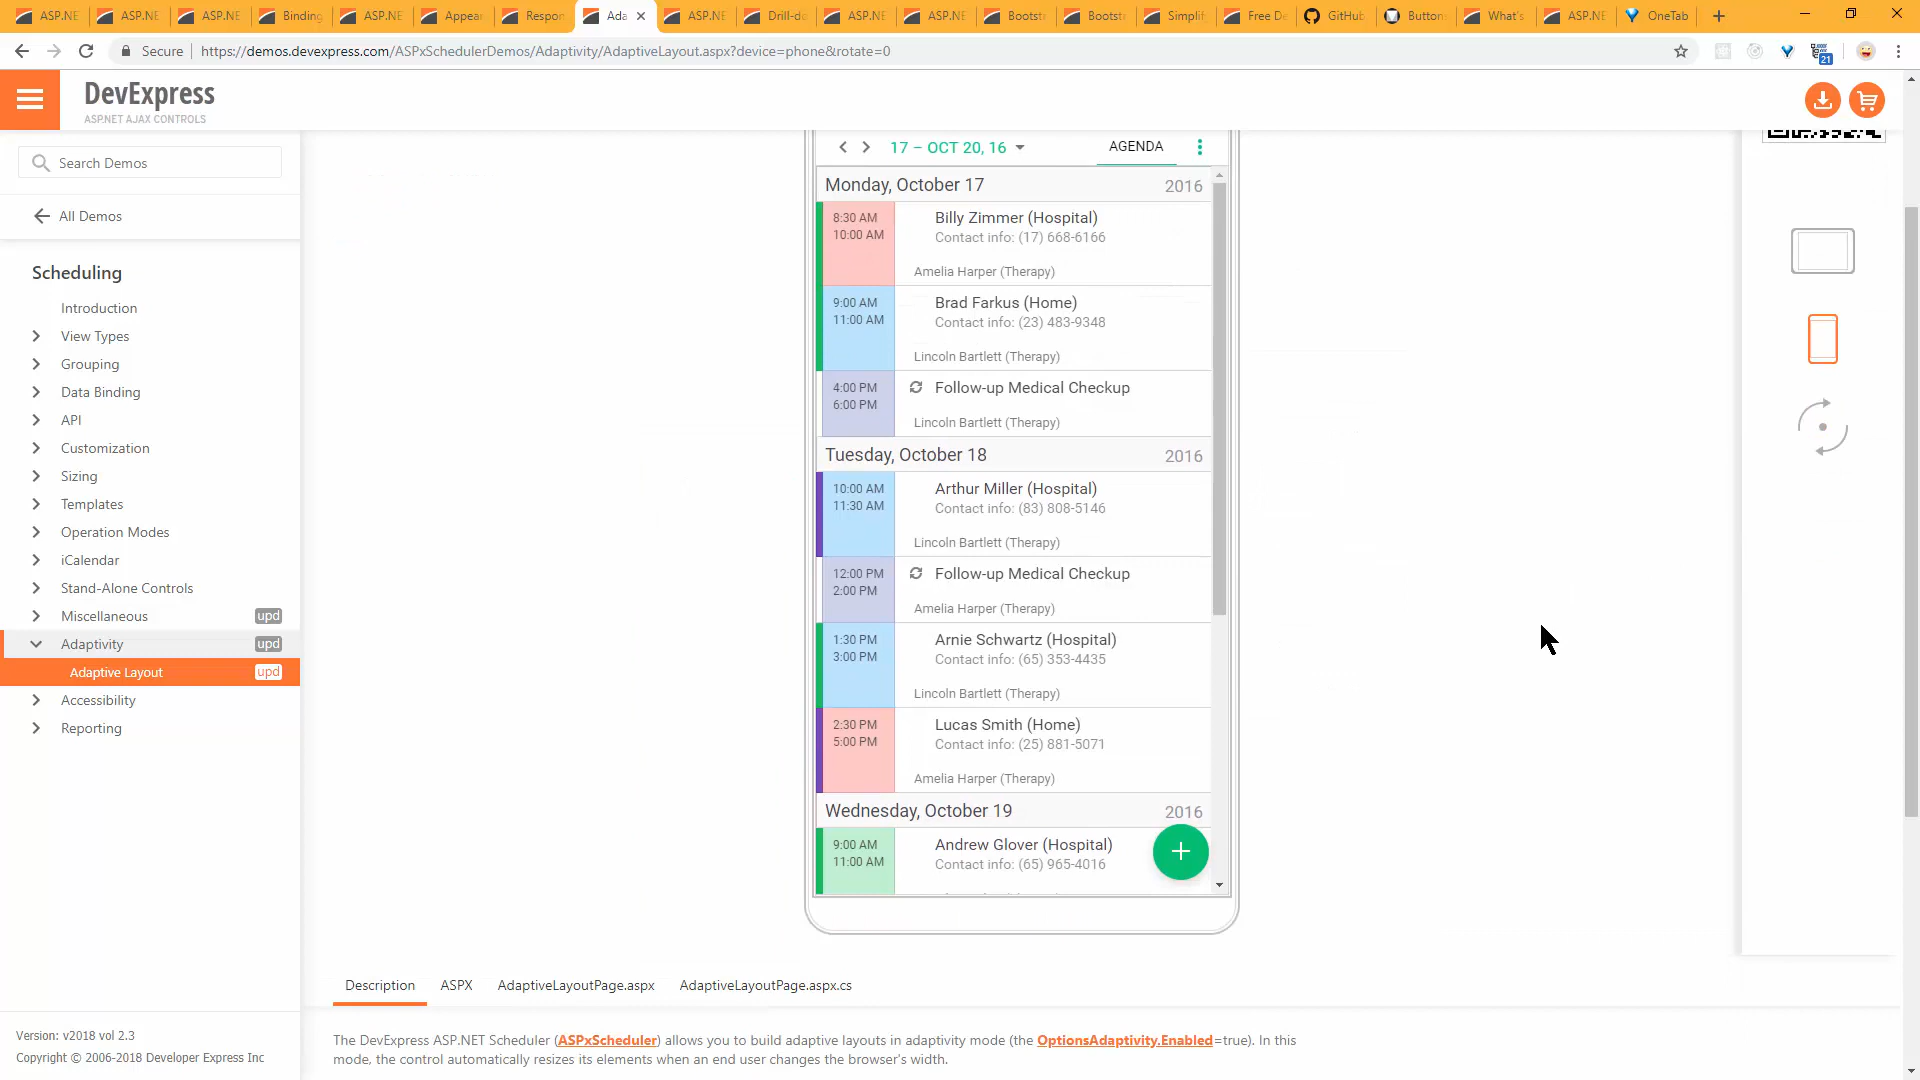 ASP.NE
ASP.NE
ASP.NE
Binding
ASP.NE
Appear
Respon
Ada
ASP.NE
Drill-do
ASP.NE
ASP.NE
Bootstr
Bootstr
Simplif
Free De
GitHub
Button
What's
ASP.NE
OneTab
Secure
https://demos.devexpress.com/ASPxSchedulerDemos/Adaptivity/AdaptiveLayout.aspx?device=phone&rotate=0
21
DevExpress
ASP.NET AJAX CONTROLS
Search Demos
All Demos
Scheduling
Introduction
View Types
Grouping
Data Binding
API
Customization
Sizing
Templates
Operation Modes
iCalendar
Stand-Alone Controls
Miscellaneous upd
Adaptivity upd
Adaptive Layout upd
Accessibility
Reporting
Version: v2018 vol 2.3
Copyright © 2006-2018 Developer Express Inc
17 – OCT 20, 16 AGENDA
Monday, October 17 2016
8:30 AM Billy Zimmer (Hospital)
10:00 AM Contact info: (17) 668-6166
Amelia Harper (Therapy)
9:00 AM Brad Farkus (Home)
11:00 AM Contact info: (23) 483-9348
Lincoln Bartlett (Therapy)
4:00 PM Follow-up Medical Checkup
6:00 PM
Lincoln Bartlett (Therapy)
Tuesday, October 18 2016
10:00 AM Arthur Miller (Hospital)
11:30 AM Contact info: (83) 808-5146
Lincoln Bartlett (Therapy)
12:00 PM Follow-up Medical Checkup
2:00 PM
Amelia Harper (Therapy)
1:30 PM Arnie Schwartz (Hospital)
3:00 PM Contact info: (65) 353-4435
Lincoln Bartlett (Therapy)
2:30 PM Lucas Smith (Home)
5:00 PM Contact info: (25) 881-5071
Amelia Harper (Therapy)
Wednesday, October 19 2016
9:00 AM Andrew Glover (Hospital)
11:00 AM Contact info: (65) 965-4016
Description ASPX AdaptiveLayoutPage.aspx AdaptiveLayoutPage.aspx.cs
The DevExpress ASP.NET Scheduler (ASPxScheduler) allows you to build adaptive layouts in adaptivity mode (the OptionsAdaptivity.Enabled=true). In this
mode, the control automatically resizes its elements when an end user changes the browser's width.